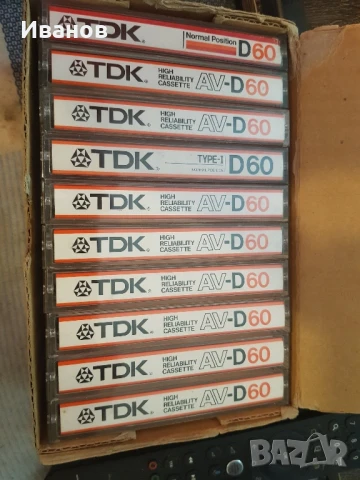 Иванов
TDK. Normal Position D60
TDK. HIGH RELIABILITY CASSETTE AV-D60
TDK. HIGH RELIABILITY CASSETTE AV-D60
TDK. TYPE-I D60
TDK. HIGH RELIABILITY CASSETTE AV-D60
TDK. HIGH RELIABILITY CASSETTE AV-D60
TDK. HIGH RELIABILITY CASSETTE AV-D60
TDK. HIGH RELIABILITY CASSETTE AV-D60
TDK. HIGH RELIABILITY CASSETTE AV-D60
TDK. HIGH RELIABILITY CASSETTE AV-D60
BAZAR